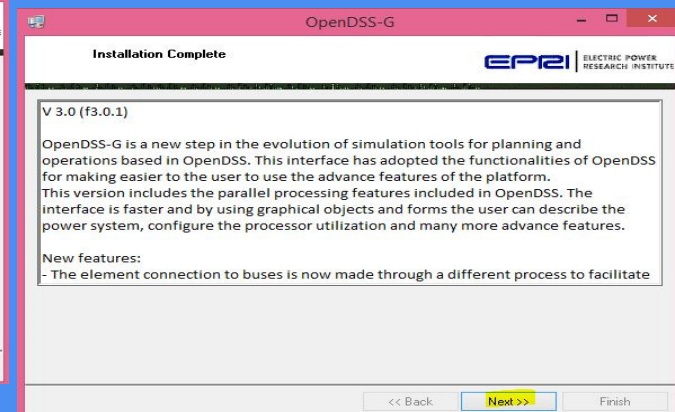 OpenDSS-G
Installation Complete
EPRI
ELECTRIC POWER
RESEARCH INSTITUTE
V 3.0 (f3.0.1)
OpenDSS-G is a new step in the evolution of simulation tools for planning and
operations based in OpenDSS. This interface has adopted the functionalities of OpenDSS
for making easier to the user to use the advance features of the platform.
This version includes the parallel processing features included in OpenDSS. The
interface is faster and by using graphical objects and forms the user can describe the
power system, configure the processor utilization and many more advance features.
New features:
- The element connection to buses is now made through a different process to facilitate
<< Back Next >> Finish